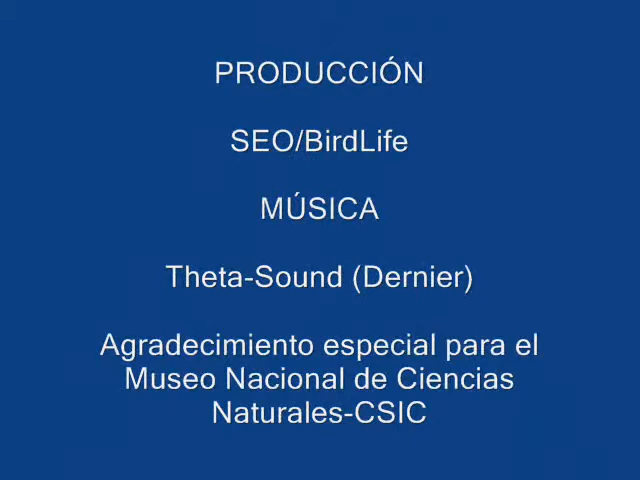 PRODUCCIÓN
SEO/BirdLife
MÚSICA
Theta-Sound (Dernier)
Agradecimiento especial para el
Museo Nacional de Ciencias
Naturales-CSIC